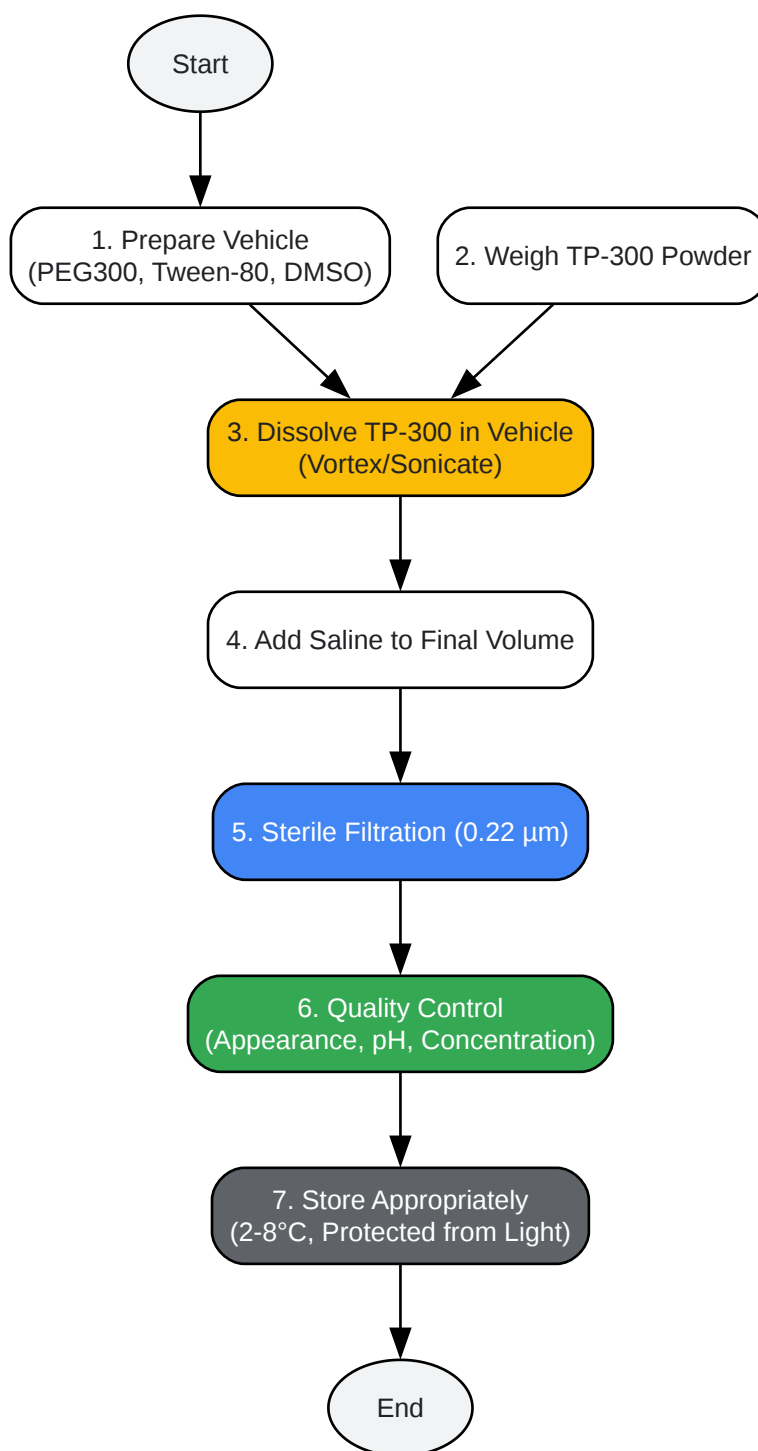 Start
1. Prepare Vehicle
(PEG300, Tween-80, DMSO)
2. Weigh TP-300 Powder
3. Dissolve TP-300 in Vehicle
(Vortex/Sonicate)
4. Add Saline to Final Volume
5. Sterile Filtration (0.22 µm)
6. Quality Control
(Appearance, pH, Concentration)
7. Store Appropriately
(2-8°C, Protected from Light)
End